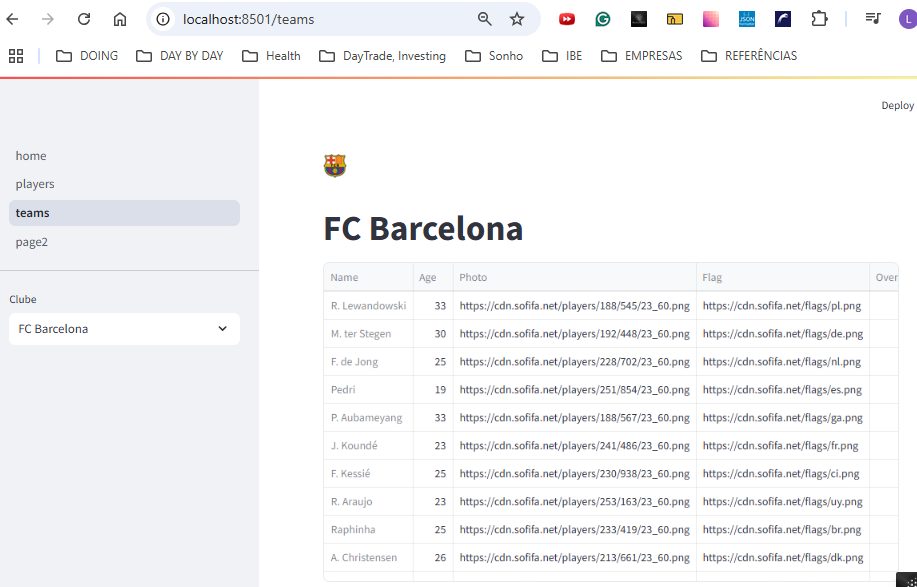 localhost:8501/teams
L
DOING DAY BY DAY Health DayTrade, Investing Sonho IBE EMPRESAS REFERÊNCIAS
Deploy
home
players
teams
page2
Clube
FC Barcelona
FC Barcelona
Name Age Photo Flag Over
R. Lewandowski 33 https://cdn.sofifa.net/players/188/545/23_60.png https://cdn.sofifa.net/flags/pl.png
M. ter Stegen 30 https://cdn.sofifa.net/players/192/448/23_60.png https://cdn.sofifa.net/flags/de.png
F. de Jong 25 https://cdn.sofifa.net/players/228/702/23_60.png https://cdn.sofifa.net/flags/nl.png
Pedri 19 https://cdn.sofifa.net/players/251/854/23_60.png https://cdn.sofifa.net/flags/es.png
P. Aubameyang 33 https://cdn.sofifa.net/players/188/567/23_60.png https://cdn.sofifa.net/flags/ga.png
J. Koundé 23 https://cdn.sofifa.net/players/241/486/23_60.png https://cdn.sofifa.net/flags/fr.png
F. Kessié 25 https://cdn.sofifa.net/players/230/938/23_60.png https://cdn.sofifa.net/flags/ci.png
R. Araujo 23 https://cdn.sofifa.net/players/253/163/23_60.png https://cdn.sofifa.net/flags/uy.png
Raphinha 25 https://cdn.sofifa.net/players/233/419/23_60.png https://cdn.sofifa.net/flags/br.png
A. Christensen 26 https://cdn.sofifa.net/players/213/661/23_60.png https://cdn.sofifa.net/flags/dk.png